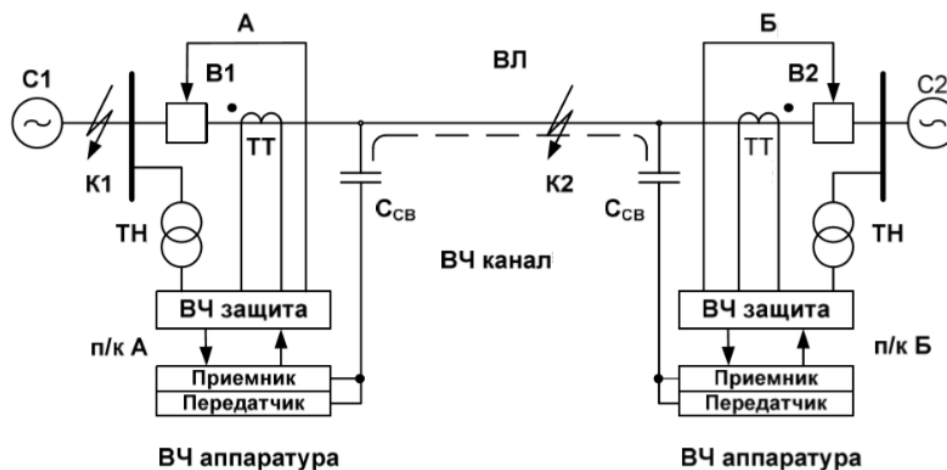 А
Б
ВЛ
С1
В1
В2
С2
ТТ
ТТ
К1
К2
ССВ
ССВ
ТН
ТН
ВЧ канал
ВЧ защита
ВЧ защита
п/к А
п/к Б
Приемник
Приемник
Передатчик
Передатчик
ВЧ аппаратура
ВЧ аппаратура